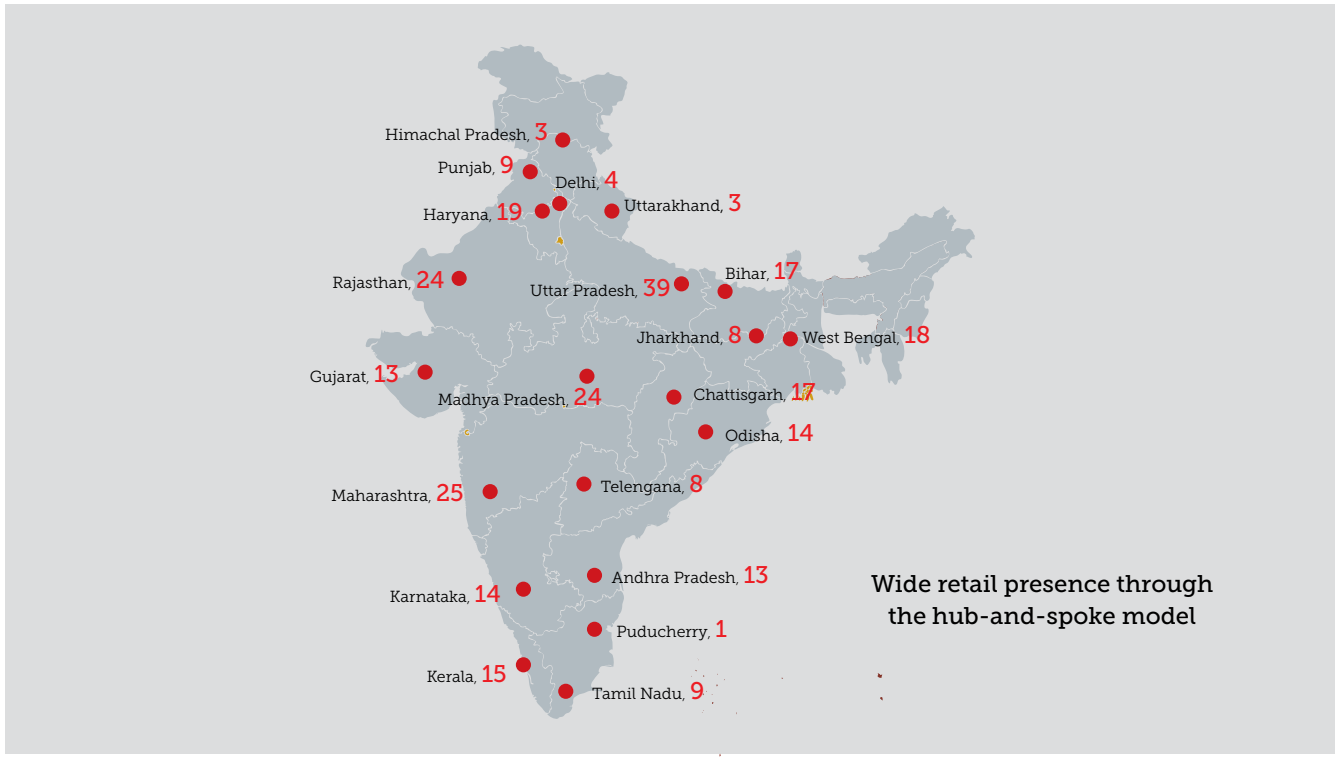 Himachal Pradesh, 3
Punjab, 9
Delhi, 4
Uttarakhand, 3
Haryana, 19
Bihar, 17
Rajasthan, 24
Uttar Pradesh, 39
Jharkhand, 8
West Bengal, 18
Gujarat, 13
Madhya Pradesh, 24
Chattisgarh, 17
Odisha, 14
Maharashtra, 25
Telengana, 8
Andhra Pradesh, 13
Wide retail presence through
the hub-and-spoke model
Karnataka, 14
Puducherry, 1
Kerala, 15
Tamil Nadu, 9